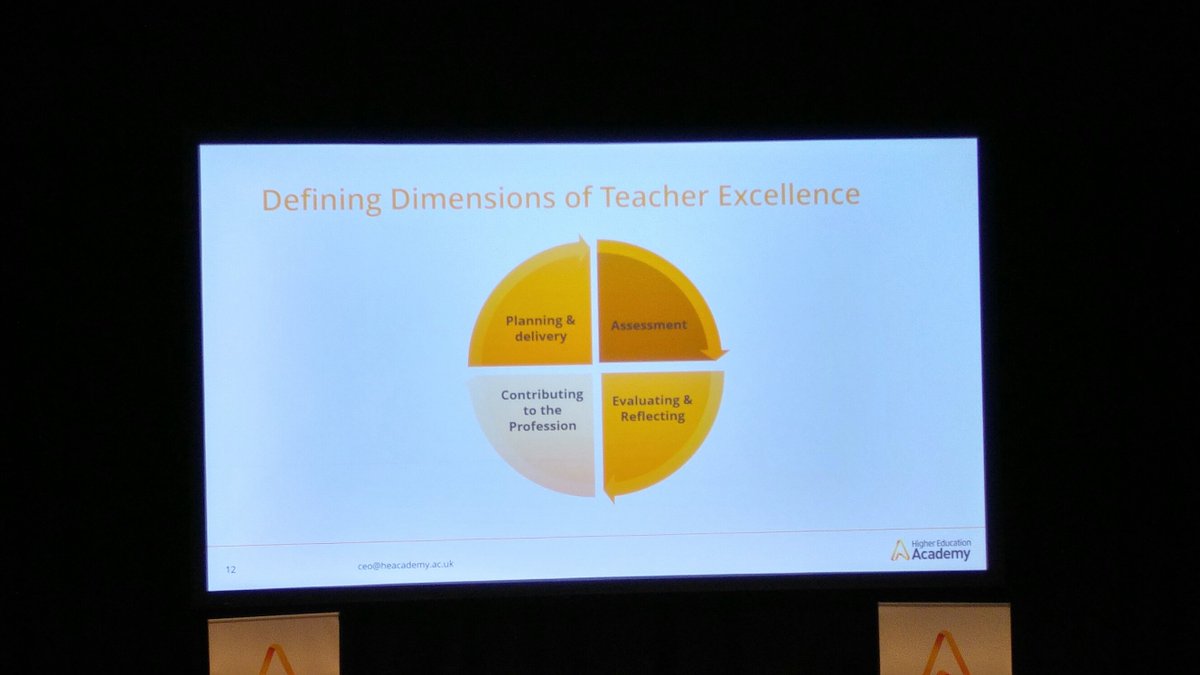 Defining Dimensions of Teacher Excellence
Planning &
delivery
Assessment
Contributing
to the
Profession
Evaluating &
Reflecting
12
ceo@heacademy.ac.uk
Higher Education
Academy